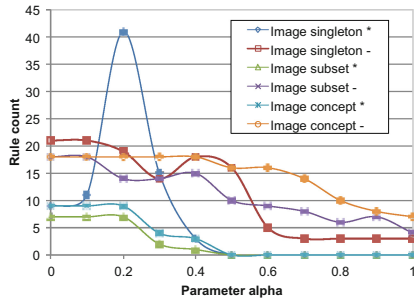 45
40
35
30
25
20
15
10
5
0
Rule count
Image singleton *
Image singleton -
Image subset *
Image subset -
Image concept *
Image concept -
0 0.2 0.4 0.6 0.8 1
Parameter alpha